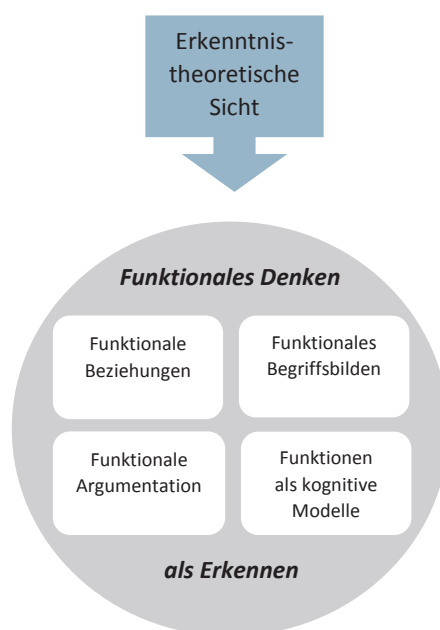 Erkenntnis-
theoretische
Sicht
Funktionales Denken
Funktionale
Beziehungen
Funktionales
Begriffsbilden
Funktionale
Argumentation
Funktionen
als kognitive
Modelle
als Erkennen